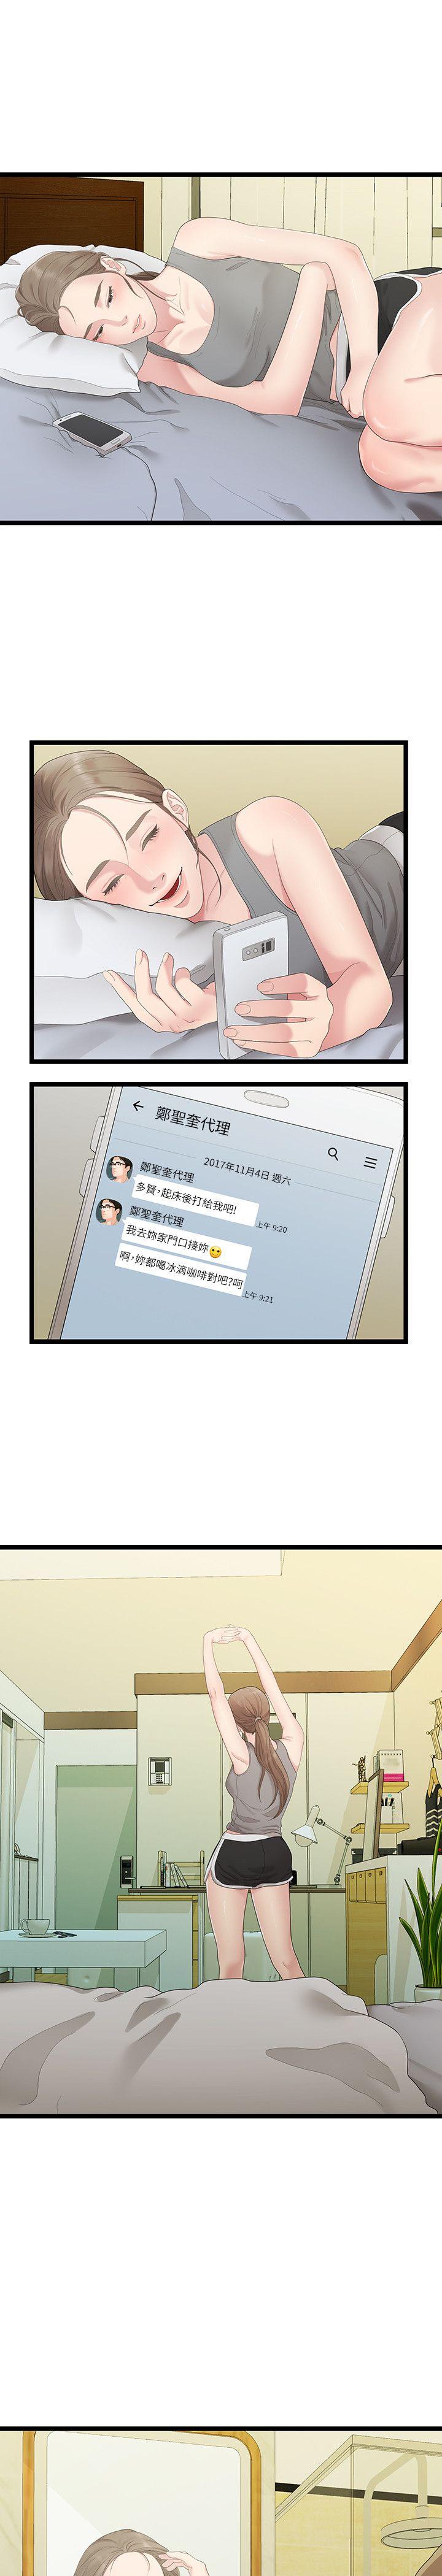 鄭聖奎代理
2017年11月4日 週六
鄭聖奎代理
多賢，起床後打給我吧!
上午 9:20
鄭聖奎代理
我去妳家門口接妳
啊，妳都喝冰滴咖啡對吧?呵
上午 9:21